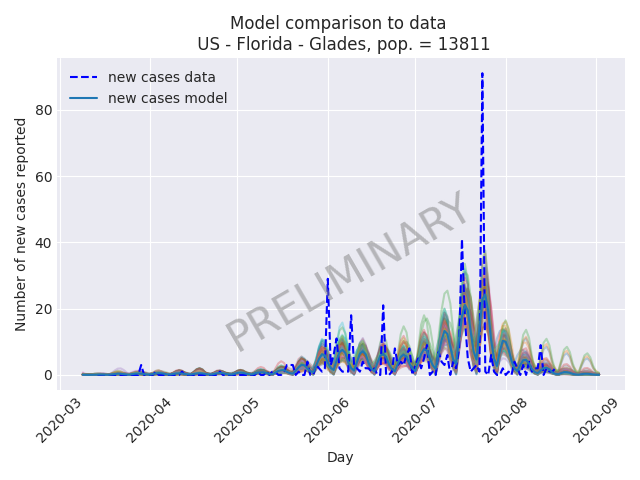 Model comparison to data
US - Florida - Glades, pop. = 13811
new cases data
new cases model
PRELIMINARY
Number of new cases reported
80
60
40
20
0
2020-03
2020-04
2020-05
2020-06
2020-07
2020-08
2020-09
Day